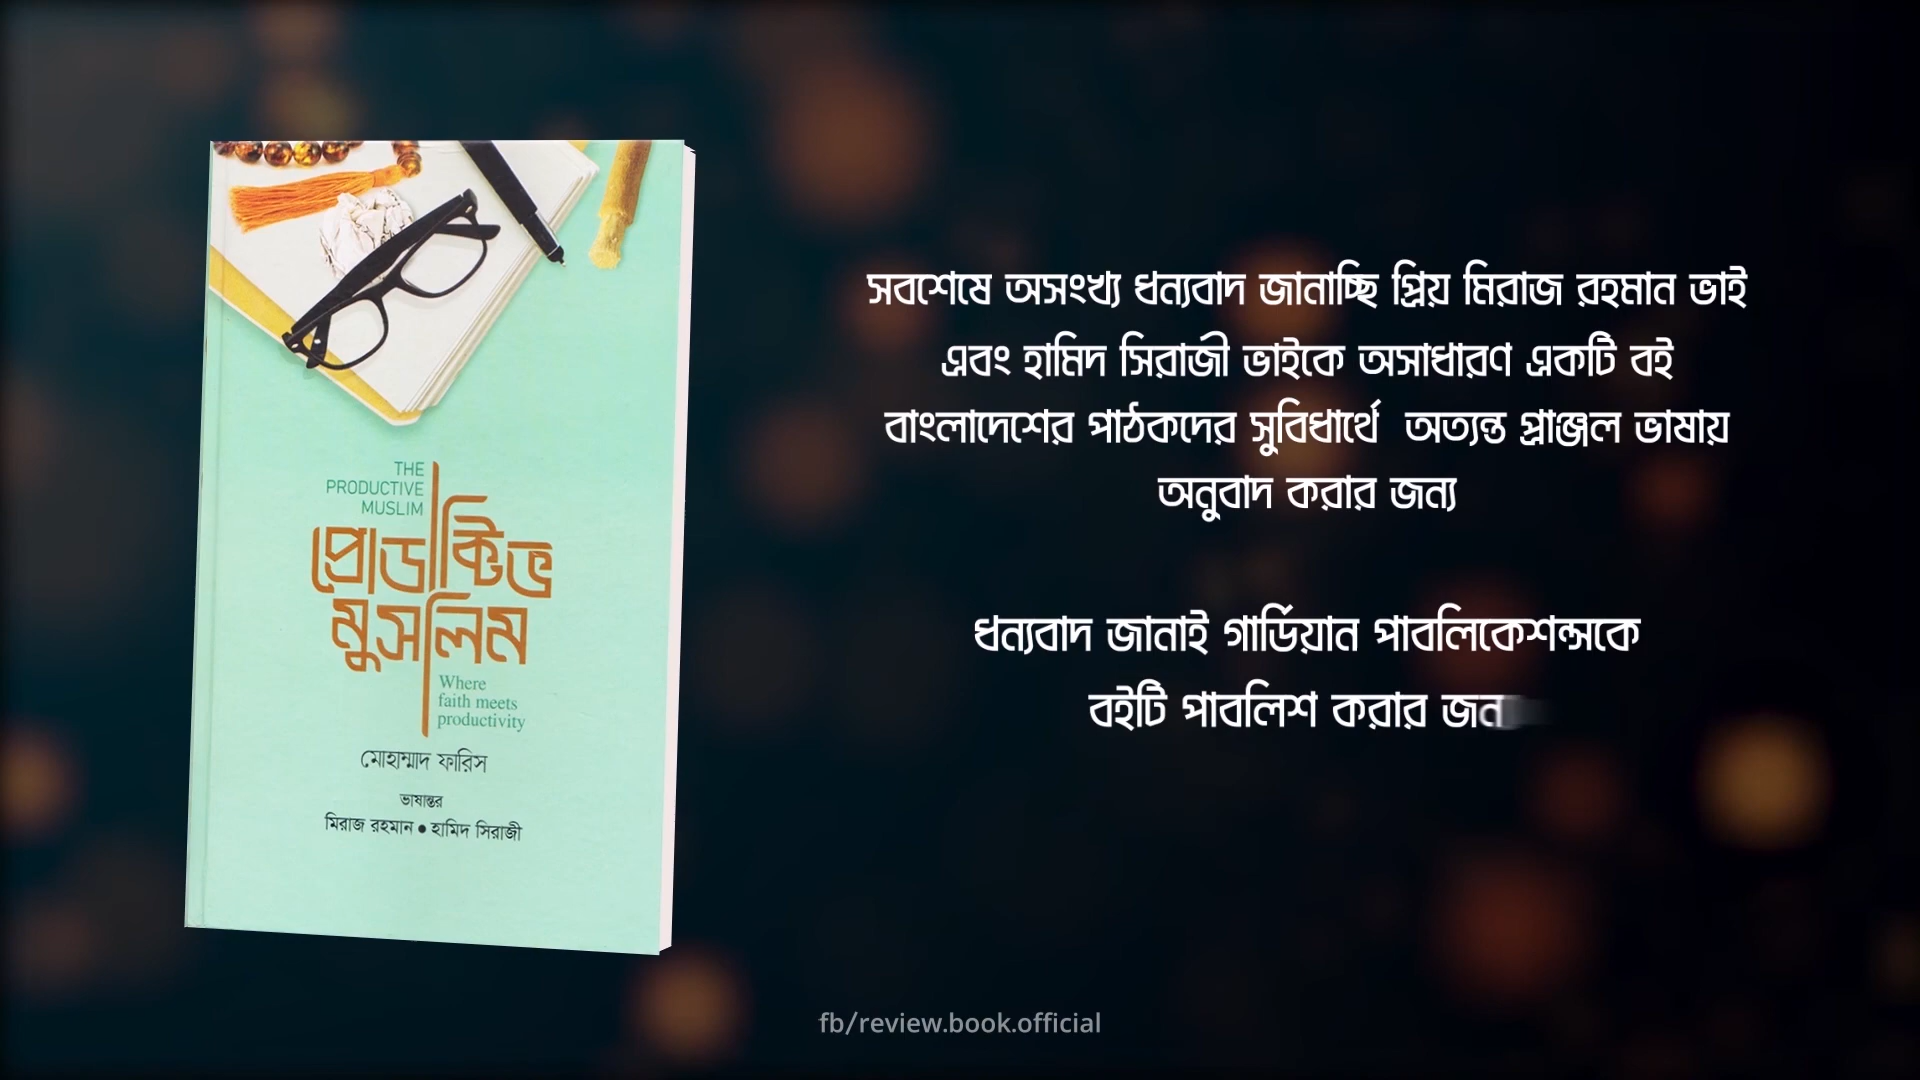 THE
PRODUCTIVE
MUSLIM
প্রোডাক্টিভ
মুসলিম
Where
faith meets
productivity
মোহাম্মাদ ফারিস
ভাষান্তর
মিরাজ রহমান ● হামিদ সিরাজী
সবশেষে অসংখ্য ধন্যবাদ জানাচ্ছি প্রিয় মিরাজ রহমান ভাই
এবং হামিদ সিরাজী ভাইকে অসাধারণ একটি বই
বাংলাদেশের পাঠকদের সুবিধার্থে অত্যন্ত প্রাঞ্জল ভাষায়
অনুবাদ করার জন্য
ধন্যবাদ জানাই গার্ডিয়ান পাবলিকেশন্সকে
বইটি পাবলিশ করার
fb/review.book.official